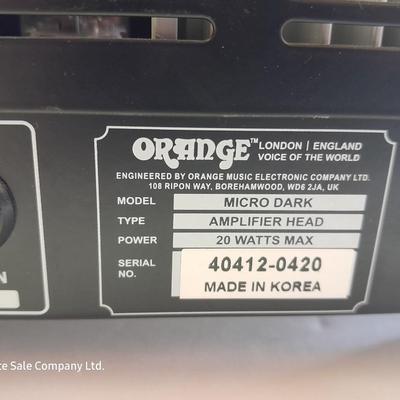 ORANGE™ LONDON | ENGLAND
VOICE OF THE WORLD
ENGINEERED BY ORANGE MUSIC ELECTRONIC COMPANY LTD.
108 RIPON WAY, BOREHAMWOOD, WD6 2JA, UK
MODEL MICRO DARK
TYPE AMPLIFIER HEAD
POWER 20 WATTS MAX
SERIAL NO. 40412-0420
MADE IN KOREA
N
te Sale Company Ltd.